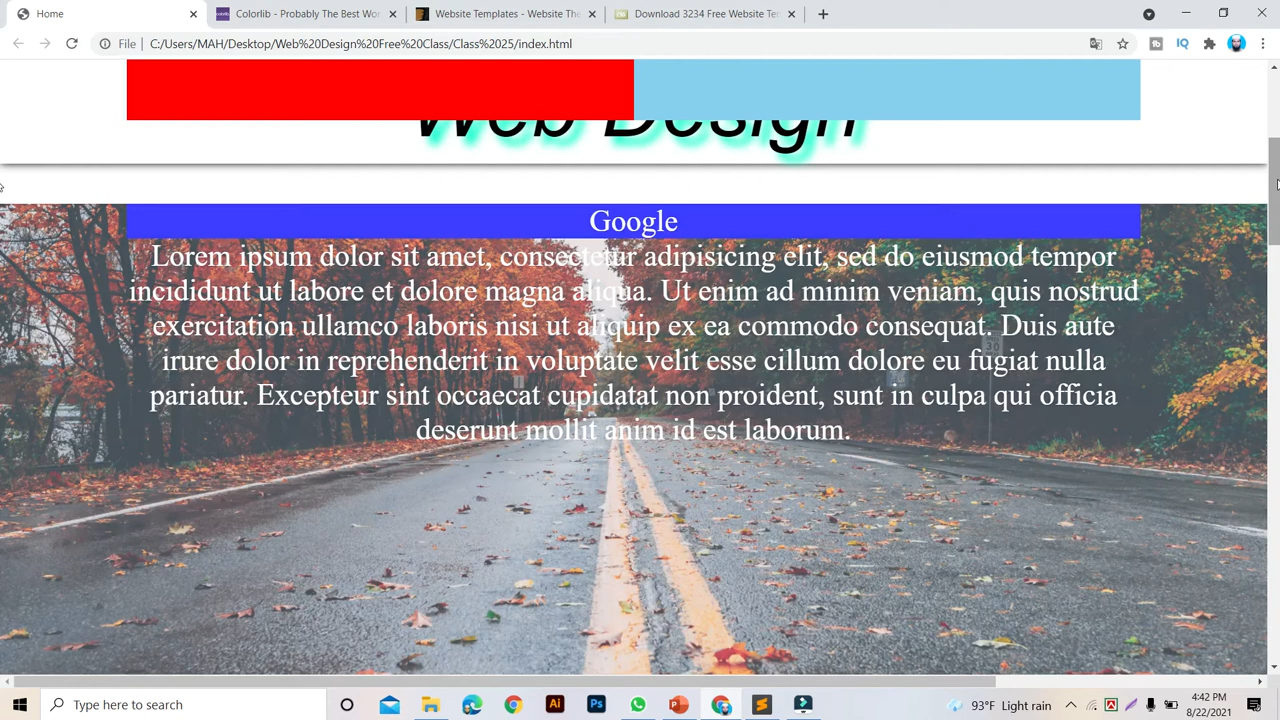 Home
Colorlib - Probably The Best Wor
Website Templates - Website The
Download 3234 Free Website Tem
File
C:/Users/MAH/Desktop/Web%20Design%20Free%20Class/Class%2025/index.html
IQ
Web Design
Google
Lorem ipsum dolor sit amet, consectetur adipisicing elit, sed do eiusmod tempor
incididunt ut labore et dolore magna aliqua. Ut enim ad minim veniam, quis nostrud
exercitation ullamco laboris nisi ut aliquip ex ea commodo consequat. Duis aute
irure dolor in reprehenderit in voluptate velit esse cillum dolore eu fugiat nulla
pariatur. Excepteur sint occaecat cupidatat non proident, sunt in culpa qui officia
deserunt mollit anim id est laborum.
Type here to search
Ai
Ps
93°F Light rain
4:42 PM
8/22/2021